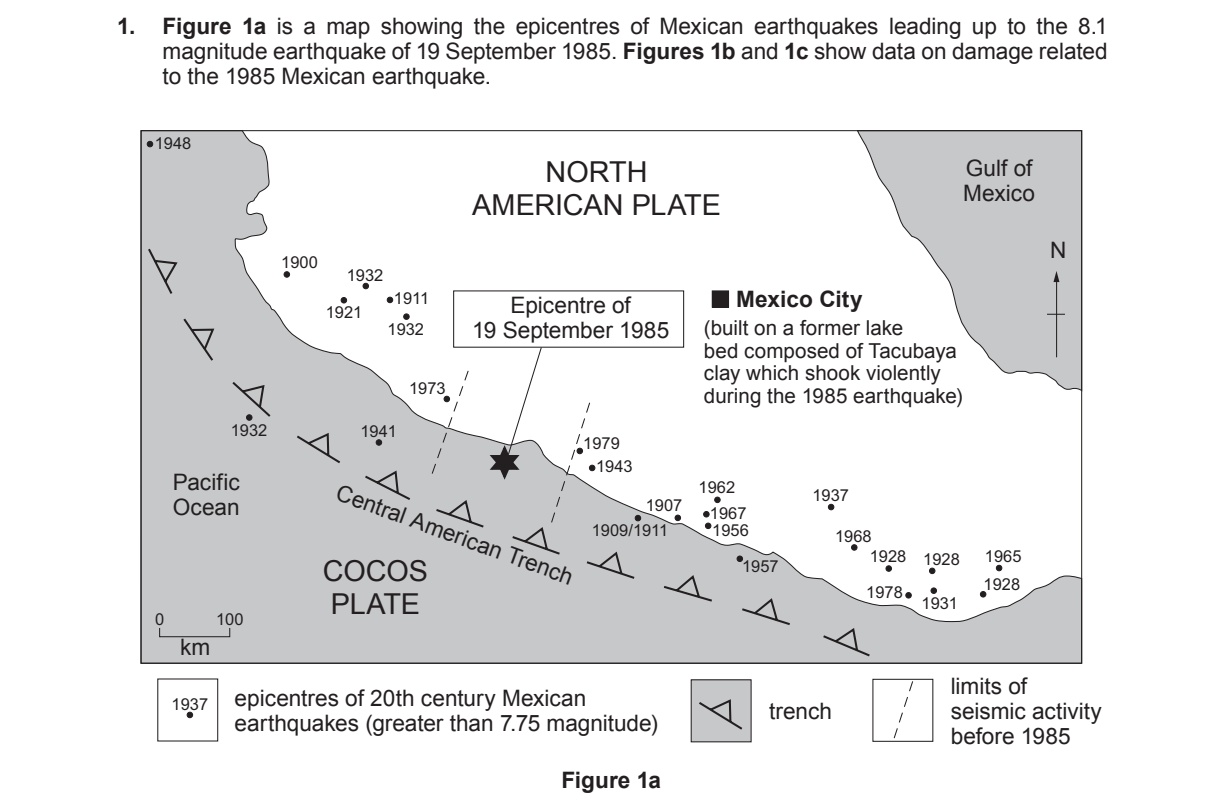 1. Figure 1a is a map showing the epicentres of Mexican earthquakes leading up to the 8.1
magnitude earthquake of 19 September 1985. Figures 1b and 1c show data on damage related
to the 1985 Mexican earthquake.
1948
NORTH
AMERICAN PLATE
Gulf of
Mexico
N
1900
1932
1921
1911
1932
Epicentre of
19 September 1985
Mexico City
(built on a former lake
bed composed of Tacubaya
clay which shook violently
during the 1985 earthquake)
1973
1932
1941
1979
1943
Pacific
Ocean
Central American Trench
1962
1907
1967
1909/1911
1956
1957
1937
1968
1928
1928
1965
1978
1931
1928
COCOS
PLATE
0 100
km
1937
epicentres of 20th century Mexican
earthquakes (greater than 7.75 magnitude)
trench
limits of
seismic activity
before 1985
Figure 1a